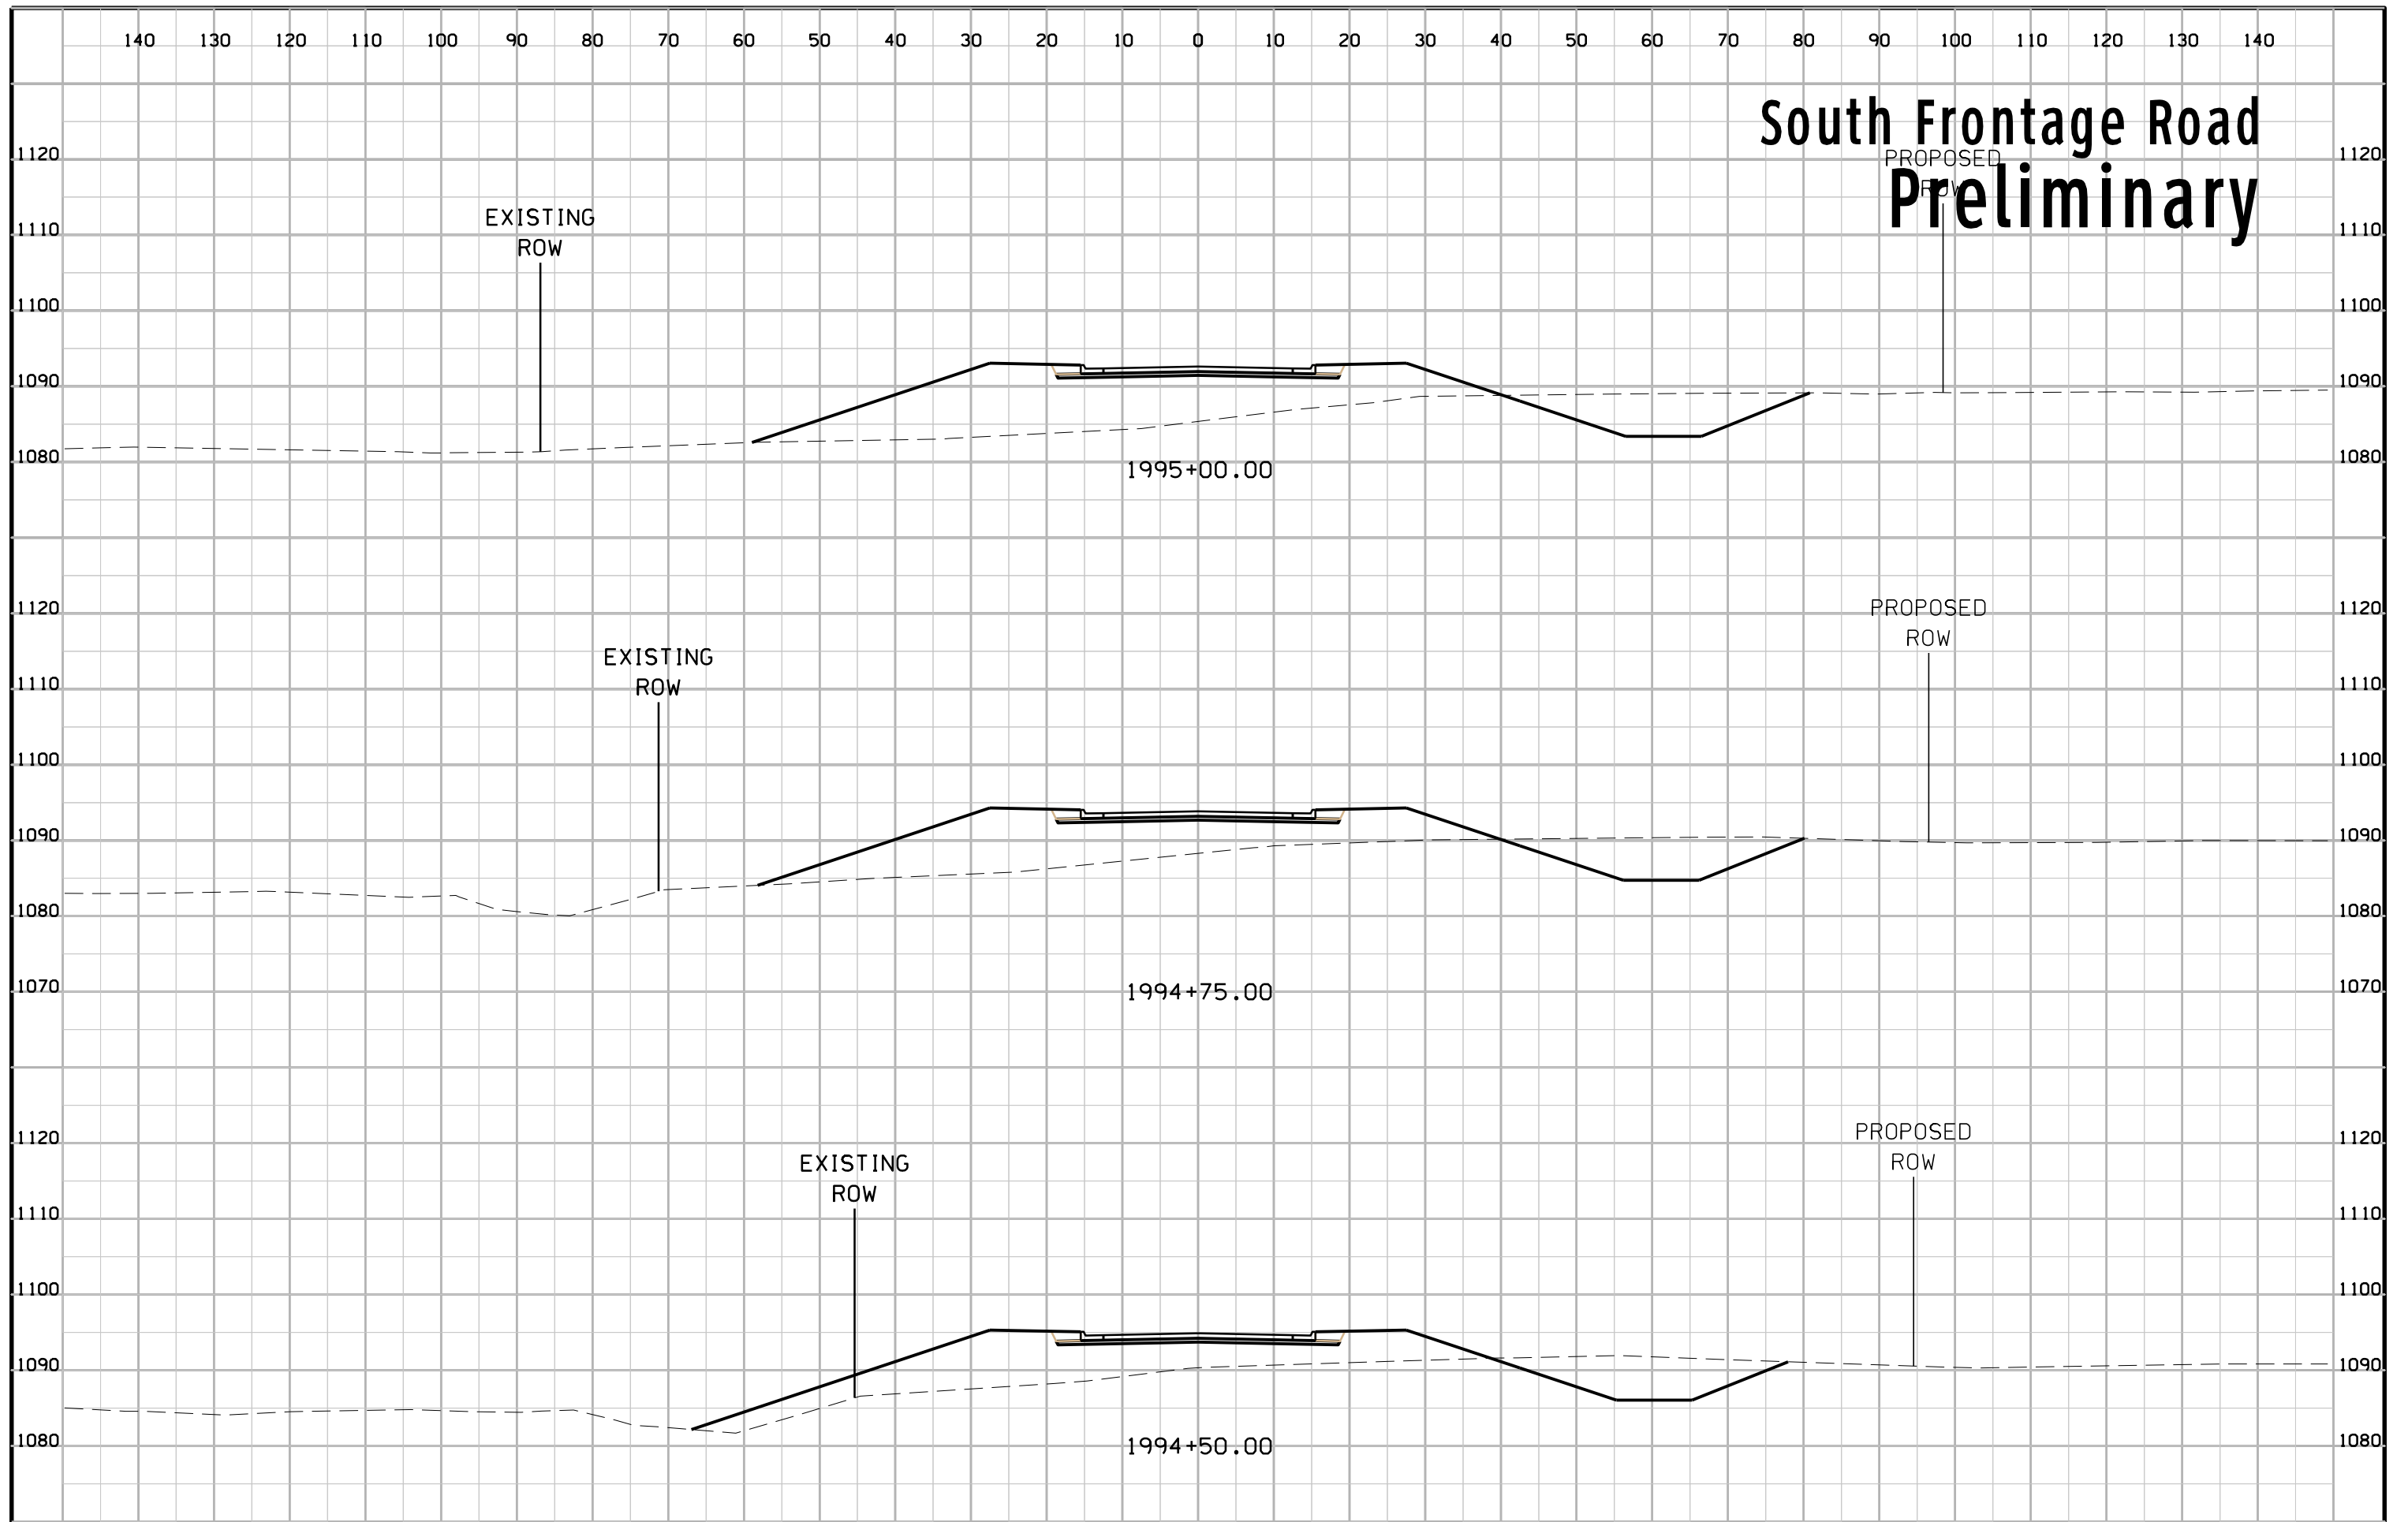 140 130 120 110 100 90 80 70 60 50 40 30 20 10 0 10 20 30 40 50 60 70 80 90 100 110 120 130 140
South Frontage Road
1120 PROPOSED 1120
ROW
Preliminary
EXISTING
1110 1110
ROW
1100 1100
1090 1090
1080 1080
1995+00.00
1120 PROPOSED 1120
ROW
EXISTING
1110 ROW 1110
1100 1100
1090 1090
1080 1080
1070 1994+75.00 1070
PROPOSED
1120 1120
EXISTING ROW
ROW
1110 1110
1100 1100
1090 1090
1080 1994+50.00 1080